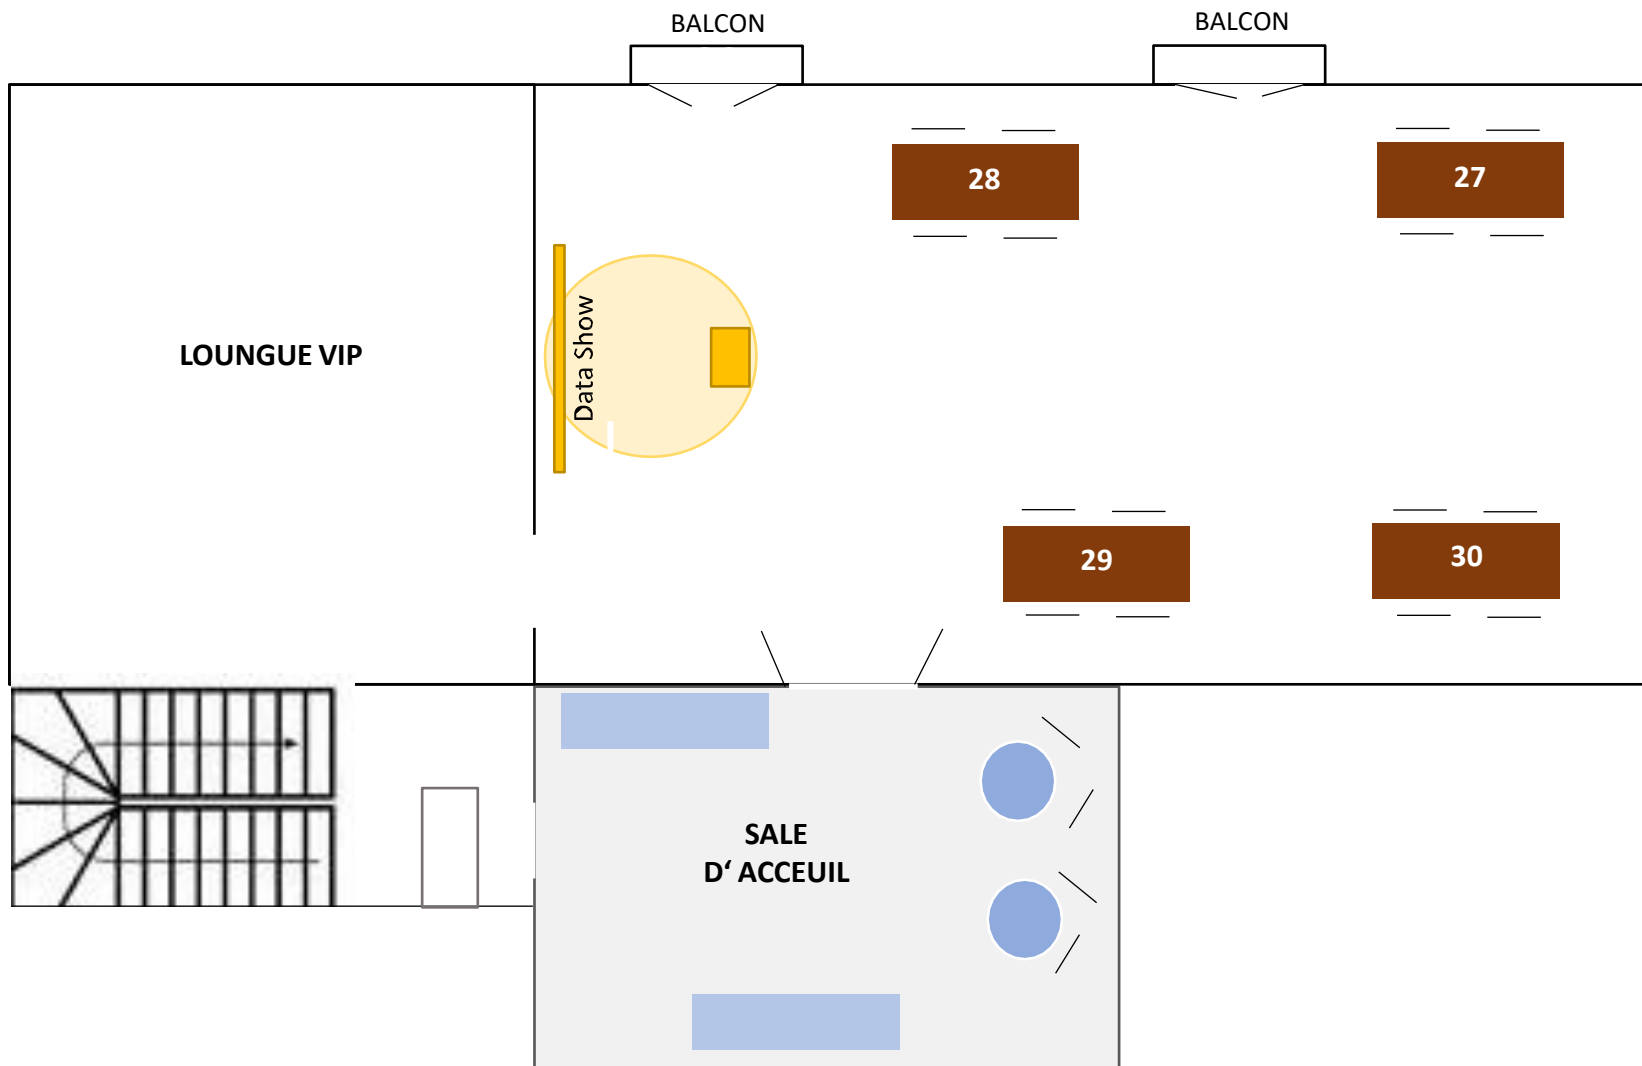 BALCON
BALCON
28
27
Data Show
LOUNGUE VIP
29
30
SALE
D‘ ACCEUIL